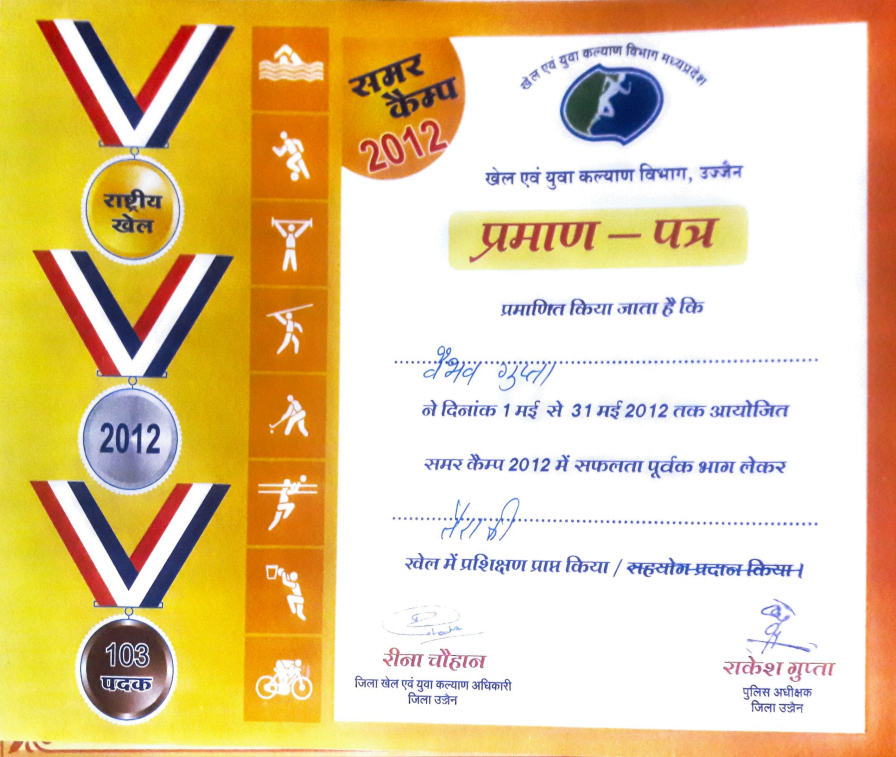 समर
कैम्प
2012
खेल एवं युवा कल्याण विभाग मध्यप्रदेश
खेल एवं युवा कल्याण विभाग, उज्जैन
प्रमाण – पत्र
प्रमाणित किया जाता है कि
वैभव गुप्ता
ने दिनांक 1 मई से 31 मई 2012 तक आयोजित
समर कैम्प 2012 में सफलता पूर्वक भाग लेकर
तैराकी
खेल में प्रशिक्षण प्राप्त किया / सहयोग प्रदान किया।
रीना चौहान
जिला खेल एवं युवा कल्याण अधिकारी
जिला उज्जैन
राकेश गुप्ता
पुलिस अधीक्षक
जिला उज्जैन
राष्ट्रीय
खेल
2012
103
पदक